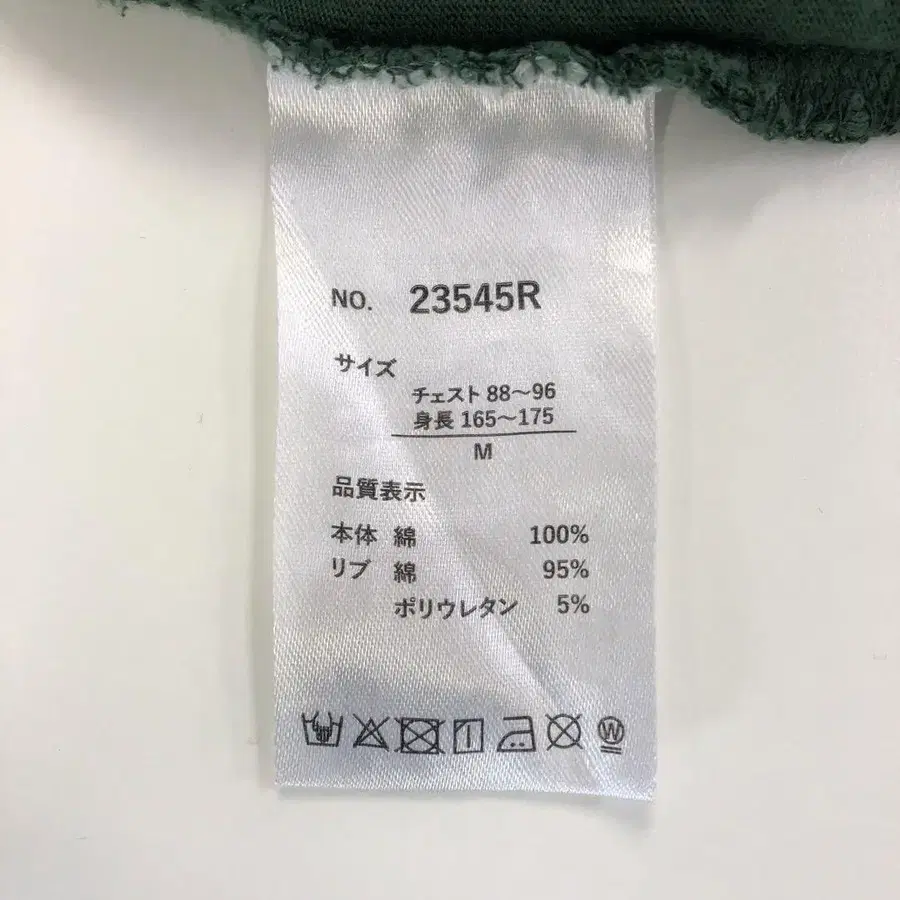 NO. 23545R
サイズ
チェスト 88～96
身長 165～175
M
品質表示
本体 綿 100%
リブ 綿 95%
ポリウレタン 5%
W